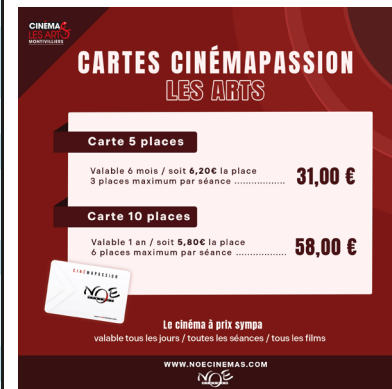 CINÉMA
LES ARTS
MONTIVILLIERS
CARTES CINÉMAPASSION
LES ARTS
Carte 5 places
Valable 6 mois / soit 6,20€ la place
3 places maximum par séance .................. 31,00 €
Carte 10 places
Valable 1 an / soit 5,80€ la place
6 places maximum par séance .................. 58,00 €
CINÉMAPASSION
NOE
Le cinéma à prix sympa
valable tous les jours / toutes les séances / tous les films
WWW.NOECINEMAS.COM
NOE